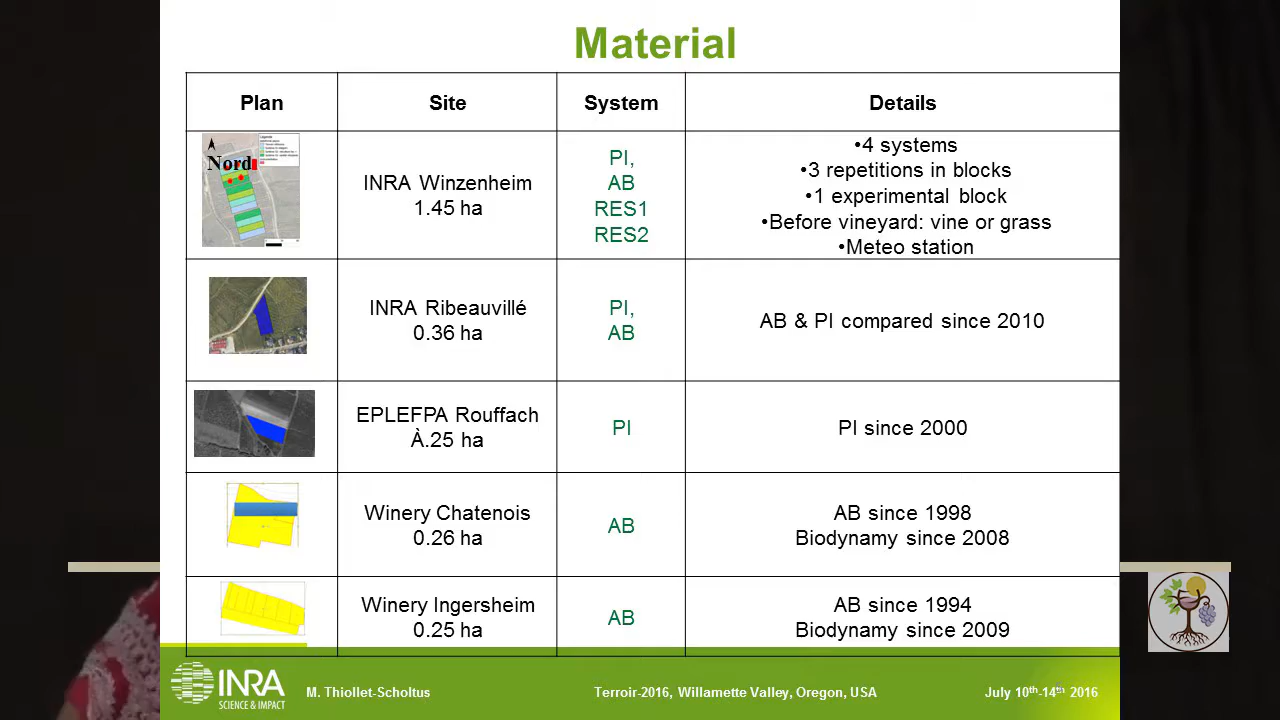 Material
Plan
Site
System
Details
Nord
INRA Winzenheim
1.45 ha
PI,
AB
RES1
RES2
•4 systems
•3 repetitions in blocks
•1 experimental block
•Before vineyard: vine or grass
•Meteo station
INRA Ribeauvillé
0.36 ha
PI,
AB
AB & PI compared since 2010
EPLEFPA Rouffach
À.25 ha
PI
PI since 2000
Winery Chatenois
0.26 ha
AB
AB since 1998
Biodynamy since 2008
Winery Ingersheim
0.25 ha
AB
AB since 1994
Biodynamy since 2009
INRA
SCIENCE & IMPACT
M. Thiollet-Scholtus
Terroir-2016, Willamette Valley, Oregon, USA
July 10th-14th 2016